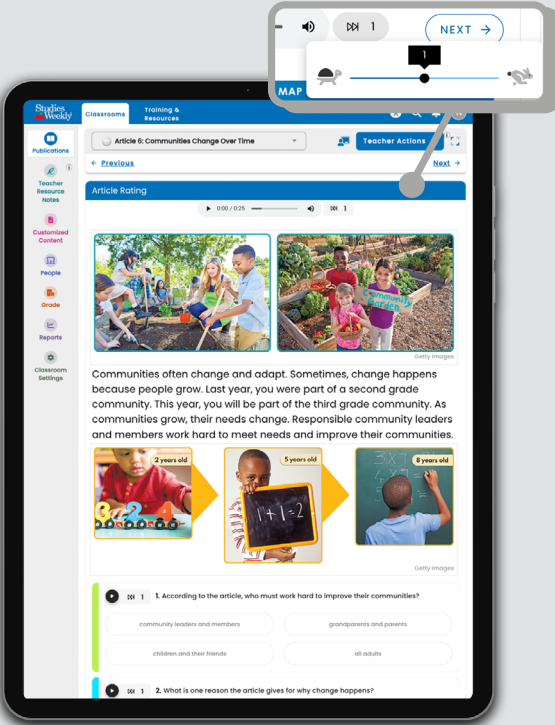 1
NEXT →
1
MAP
Studies
Weekly
Classrooms
Training &
Resources
Publications
Article 6: Communities Change Over Time
Teacher Actions
← Previous
Next →
Teacher
Resource
Notes
Customized
Content
People
Grade
Reports
Classroom
Settings
Article Rating
0:00 / 0:25
1
Community
Garden
Getty Images
Communities often change and adapt. Sometimes, change happens
because people grow. Last year, you were part of a second grade
community. This year, you will be part of the third grade community. As
communities grow, their needs change. Responsible community leaders
and members work hard to meet needs and improve their communities.
2 years old
5 years old
8 years old
3 2 4
1+1=2
Getty Images
1 1. According to the article, who must work hard to improve their communities?
community leaders and members
grandparents and parents
children and their friends
all adults
1 2. What is one reason the article gives for why change happens?